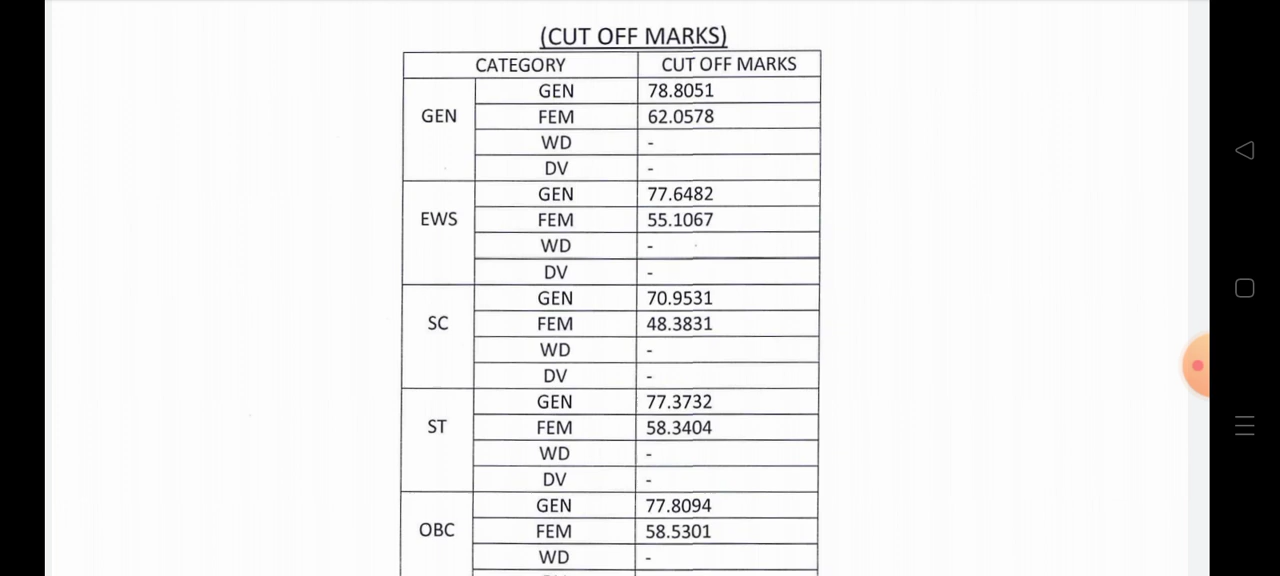 (CUT OFF MARKS)
CATEGORY CUT OFF MARKS
GEN GEN 78.8051
FEM 62.0578
WD -
DV -
EWS GEN 77.6482
FEM 55.1067
WD -
DV -
SC GEN 70.9531
FEM 48.3831
WD -
DV -
ST GEN 77.3732
FEM 58.3404
WD -
DV -
OBC GEN 77.8094
FEM 58.5301
WD -